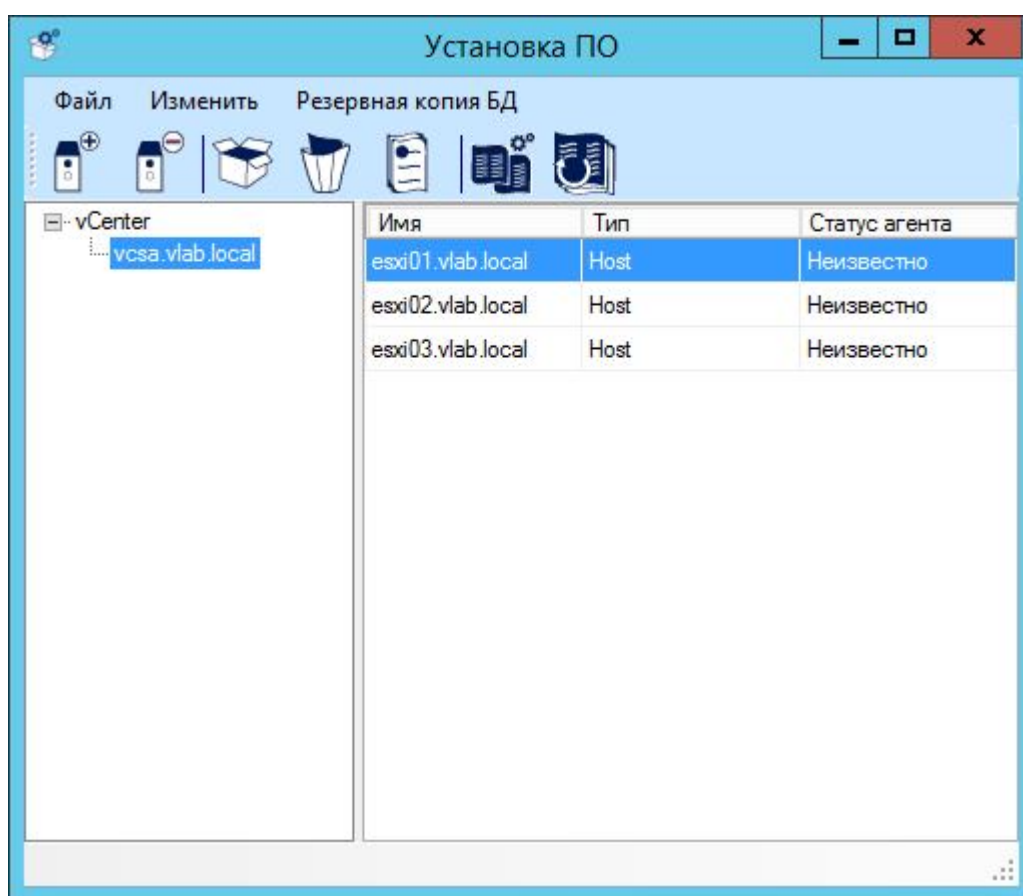 Установка ПО
Файл Изменить Резервная копия БД
vCenter
vcsa.vlab.local
Имя Тип Статус агента
esxi01.vlab.local Host Неизвестно
esxi02.vlab.local Host Неизвестно
esxi03.vlab.local Host Неизвестно